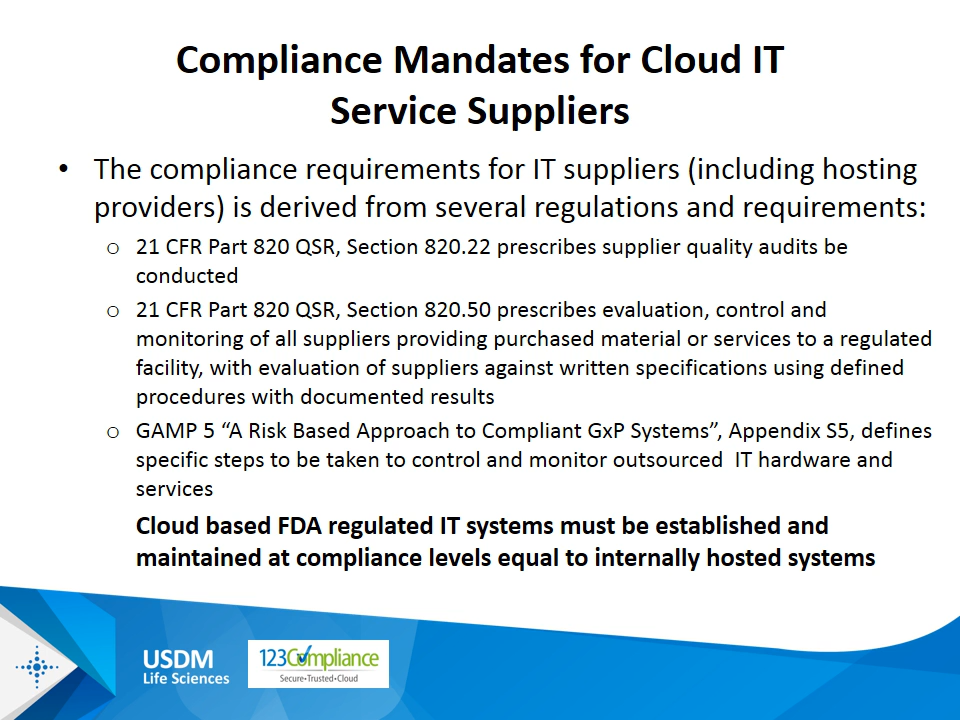 Compliance Mandates for Cloud IT
Service Suppliers
• The compliance requirements for IT suppliers (including hosting
providers) is derived from several regulations and requirements:
o 21 CFR Part 820 QSR, Section 820.22 prescribes supplier quality audits be
conducted
o 21 CFR Part 820 QSR, Section 820.50 prescribes evaluation, control and
monitoring of all suppliers providing purchased material or services to a regulated
facility, with evaluation of suppliers against written specifications using defined
procedures with documented results
o GAMP 5 “A Risk Based Approach to Compliant GxP Systems”, Appendix S5, defines
specific steps to be taken to control and monitor outsourced  IT hardware and
services
Cloud based FDA regulated IT systems must be established and
maintained at compliance levels equal to internally hosted systems
USDM
Life Sciences
123Compliance
Secure•Trusted•Cloud